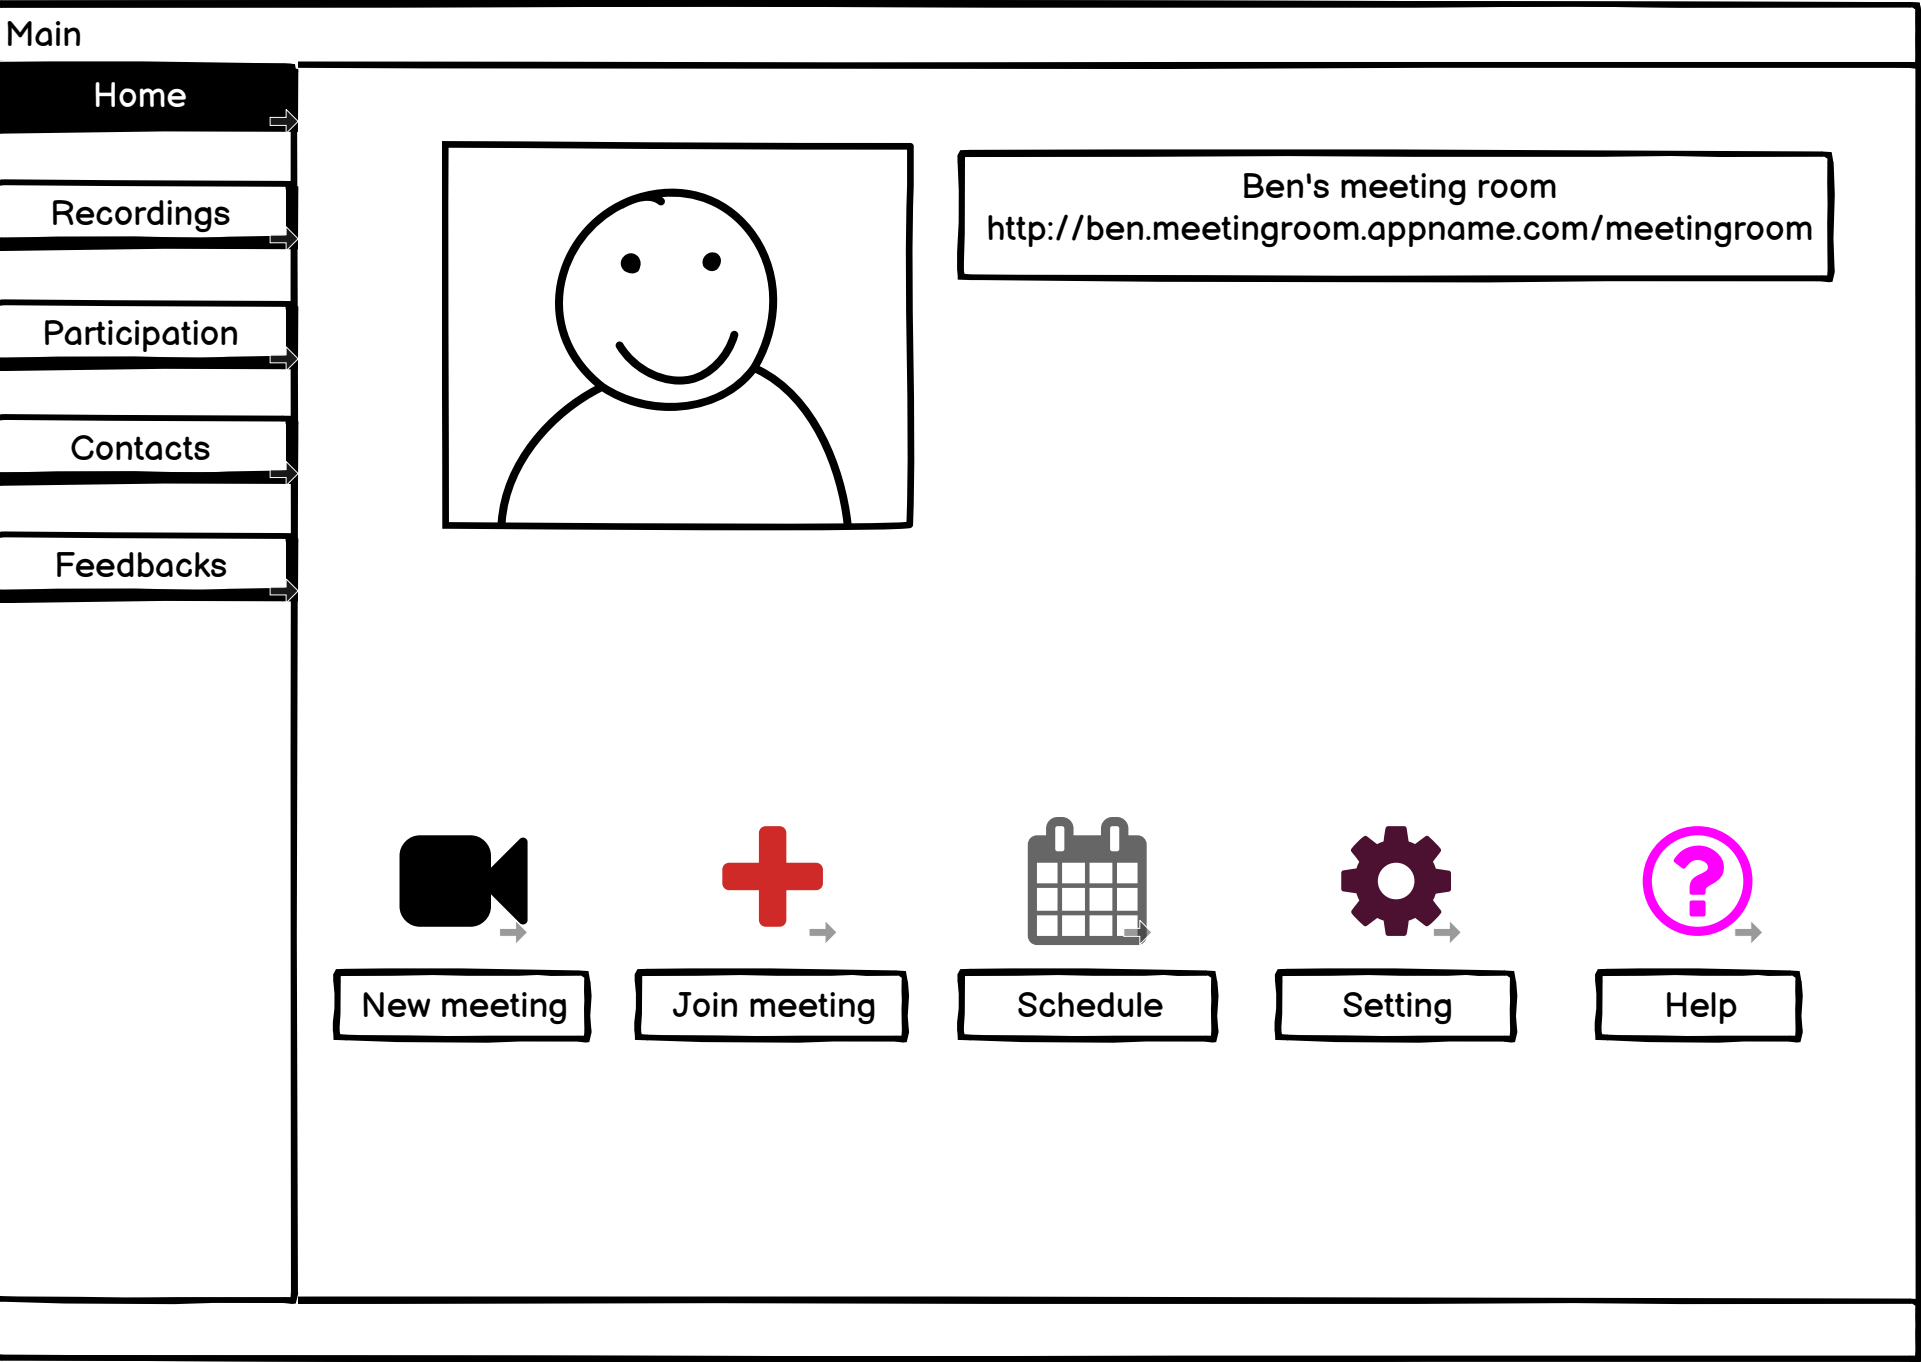 Main
Home
Recordings
Participation
Contacts
Feedbacks
Ben's meeting room
http://ben.meetingroom.appname.com/meetingroom
New meeting
Join meeting
Schedule
Setting
Help